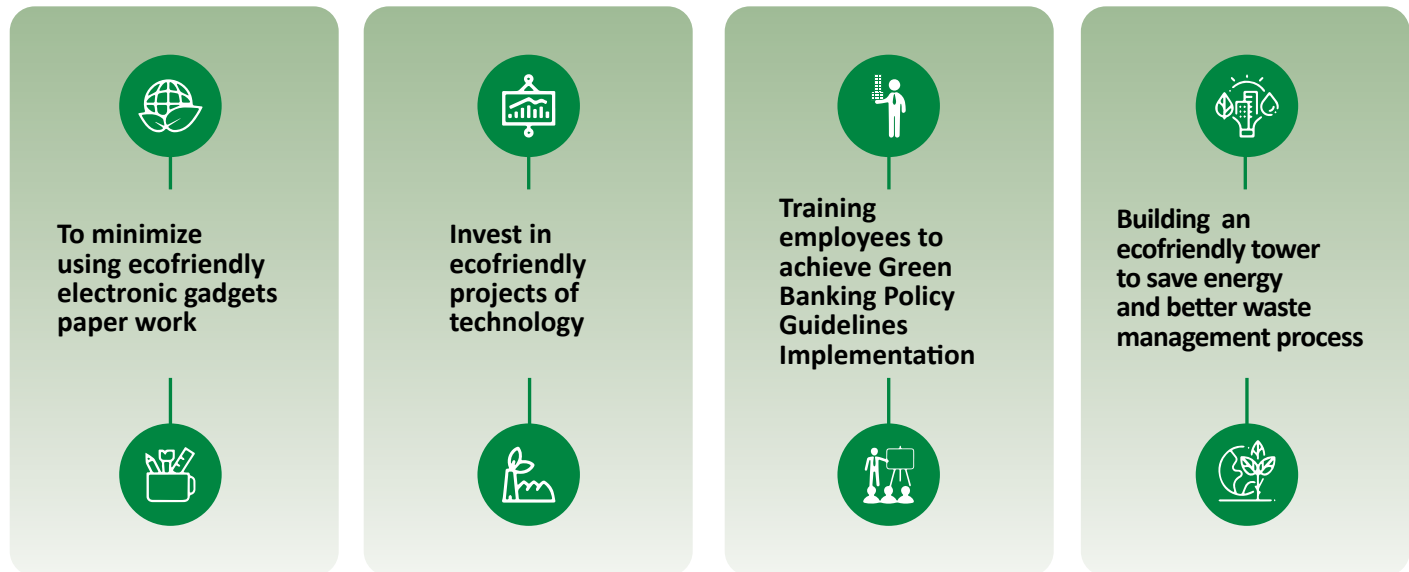 To minimize
using ecofriendly
electronic gadgets
paper work
Invest in
ecofriendly
projects of
technology
Training
employees to
achieve Green
Banking Policy
Guidelines
Implementation
Building an
ecofriendly tower
to save energy
and better waste
management process